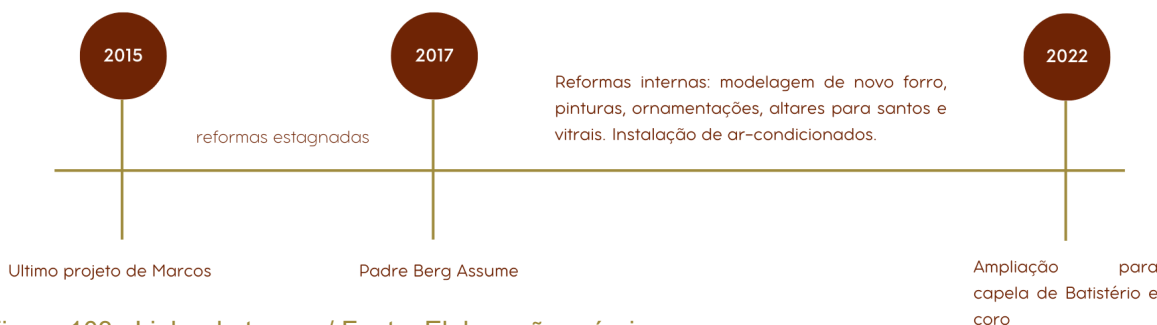 2015
2017
2022
Reformas internas: modelagem de novo forro,
pinturas, ornamentações, altares para santos e
vitrais. Instalação de ar-condicionados.
reformas estagnadas
Ultimo projeto de Marcos
Padre Berg Assume
Ampliação para
capela de Batistério e
coro